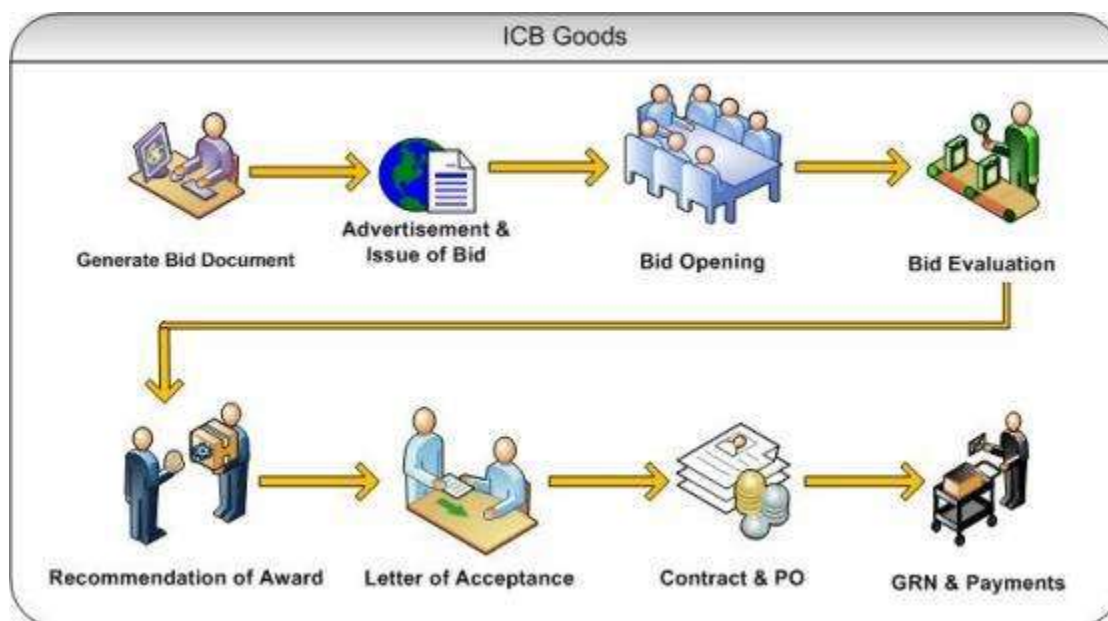 ICB Goods
Generate Bid Document
Advertisement &
Issue of Bid
Bid Opening
Bid Evaluation
Recommendation of Award
Letter of Acceptance
Contract & PO
GRN & Payments